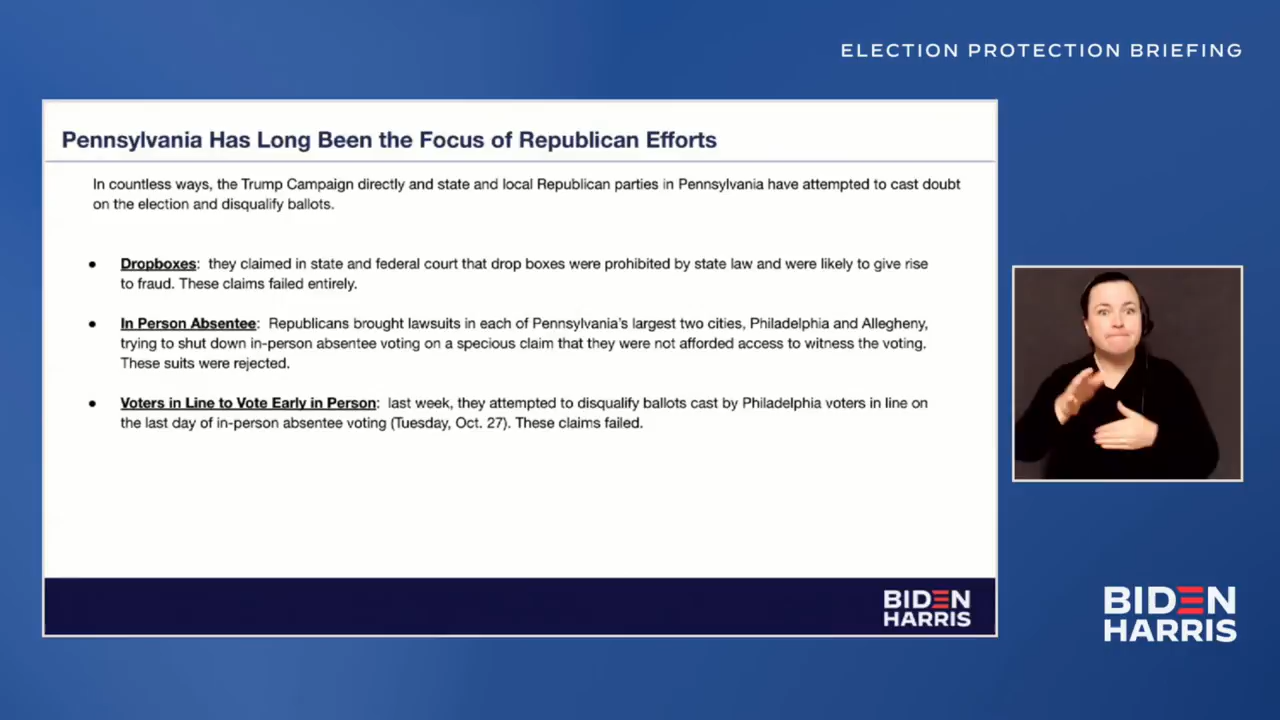 ELECTION PROTECTION BRIEFING
Pennsylvania Has Long Been the Focus of Republican Efforts
In countless ways, the Trump Campaign directly and state and local Republican parties in Pennsylvania have attempted to cast doubt
on the election and disqualify ballots.
● Dropboxes: they claimed in state and federal court that drop boxes were prohibited by state law and were likely to give rise
to fraud. These claims failed entirely.
● In Person Absentee: Republicans brought lawsuits in each of Pennsylvania's largest two cities, Philadelphia and Allegheny,
trying to shut down in-person absentee voting on a specious claim that they were not afforded access to witness the voting.
These suits were rejected.
● Voters in Line to Vote Early in Person: last week, they attempted to disqualify ballots cast by Philadelphia voters in line on
the last day of in-person absentee voting (Tuesday, Oct. 27). These claims failed.
BIDEN
HARRIS
BIDEN
HARRIS